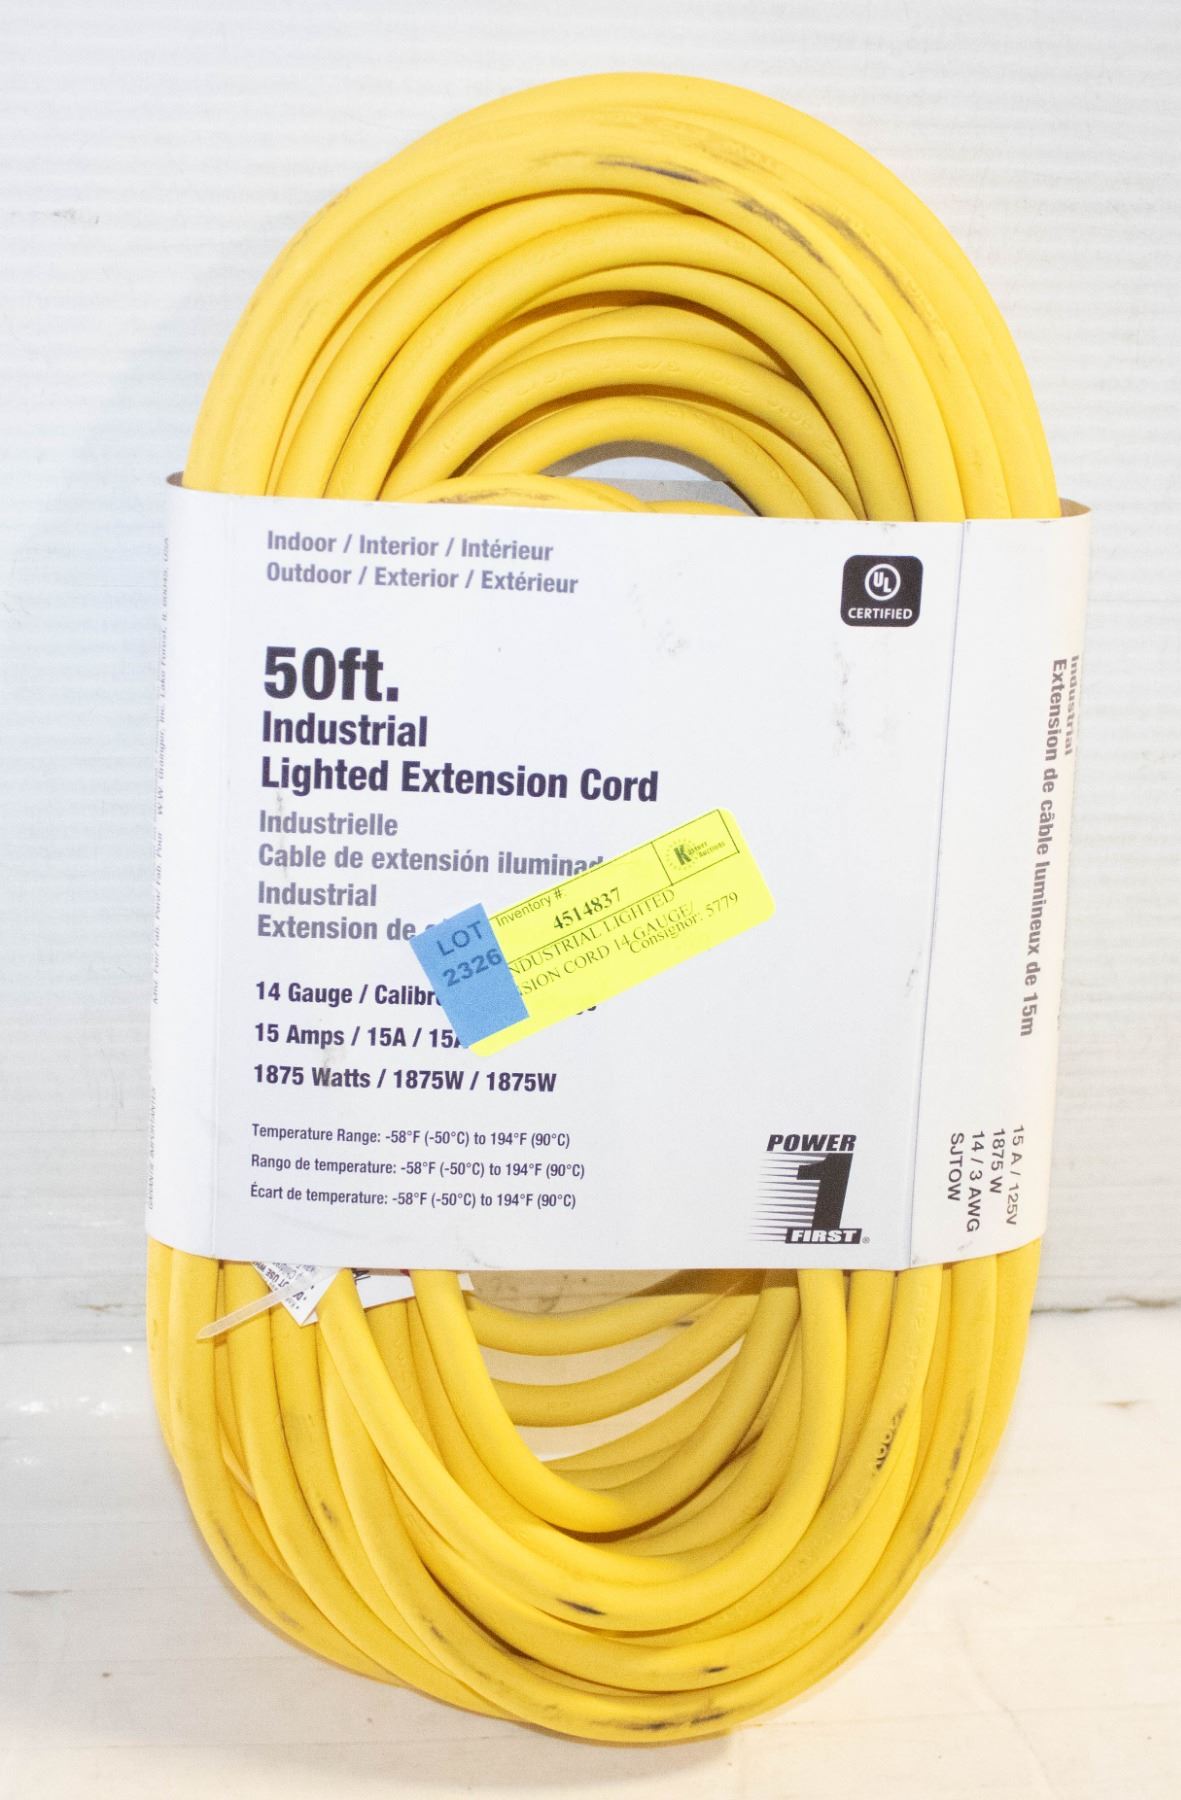 Indoor / Interior / Intérieur
Outdoor / Exterior / Extérieur
UL
CERTIFIED
50ft.
Industrial
Lighted Extension Cord
Industrielle
Cable de extensión iluminad
Industrial
Extension de
14 Gauge / Calibr
15 Amps / 15A / 15A
1875 Watts / 1875W / 1875W
Temperature Range: -58°F (-50°C) to 194°F (90°C)
Rango de temperature: -58°F (-50°C) to 194°F (90°C)
Écart de temperature: -58°F (-50°C) to 194°F (90°C)
POWER
1
FIRST®
LOT
2326
Inventory #:
4514837
NDUSTRIAL LIGHTED
SION CORD 14 GAUGE/
Consignor: 5779
Kastner
Auctions
Industrial
Extension de câble lumineux de 15m
15 A / 125V
1875 W
14 / 3 AWG
SJTOW